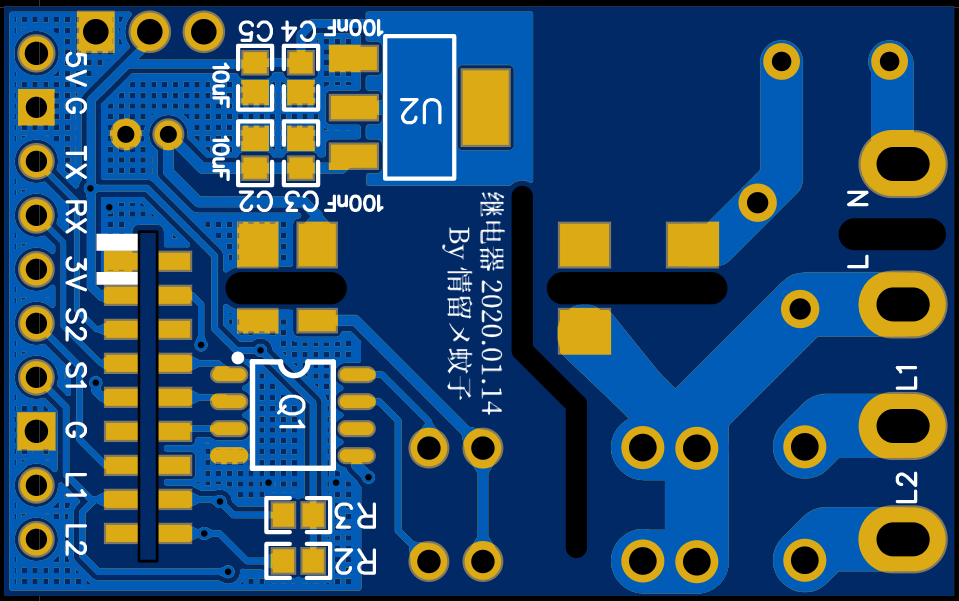 C5 C4 100nF
10uF
U2
10uF
C2 C3 100nF
5V
G
TX
RX
3V
S2
S1
G
L1
L2
继电器 2020.01.14
By 情留メ蚊子
Q1
R3
R2
N
L
L1
L2